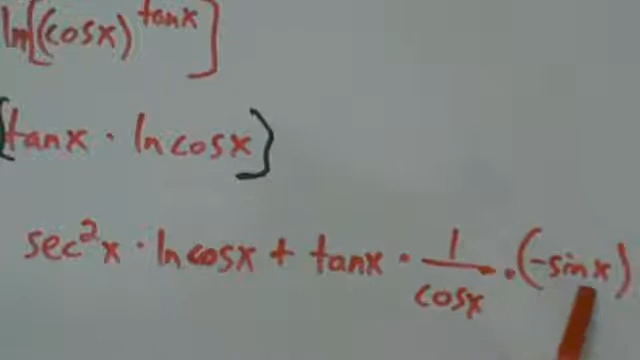 ln[(cosx)^tanx]
[tanx · ln cosx]
sec²x · ln cosx + tanx · 1/cosx · (-sinx)